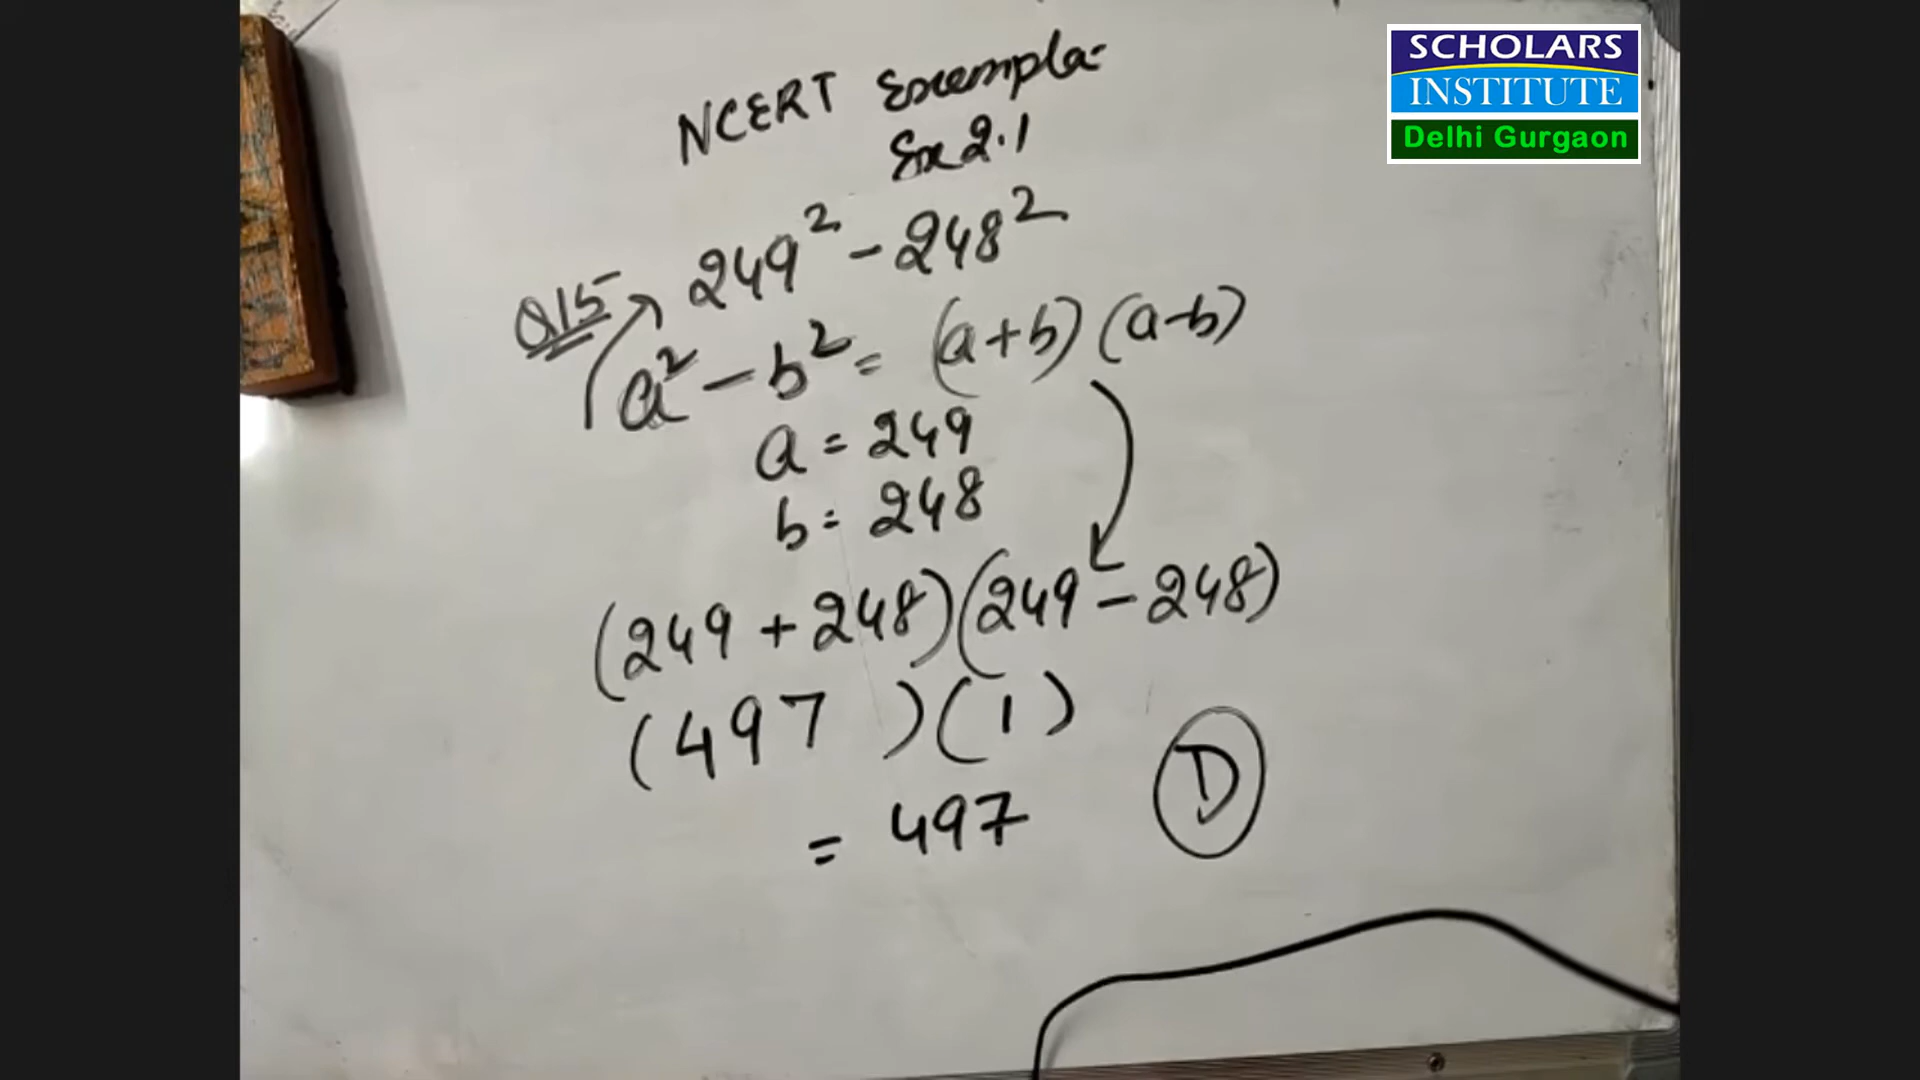 SCHOLARS
INSTITUTE
Delhi Gurgaon
NCERT Exemplar
Ex 2.1
Q15 249² - 248²
a² - b² = (a+b) (a-b)
a = 249
b = 248
(249 + 248) (249 - 248)
(497) (1)
= 497 D